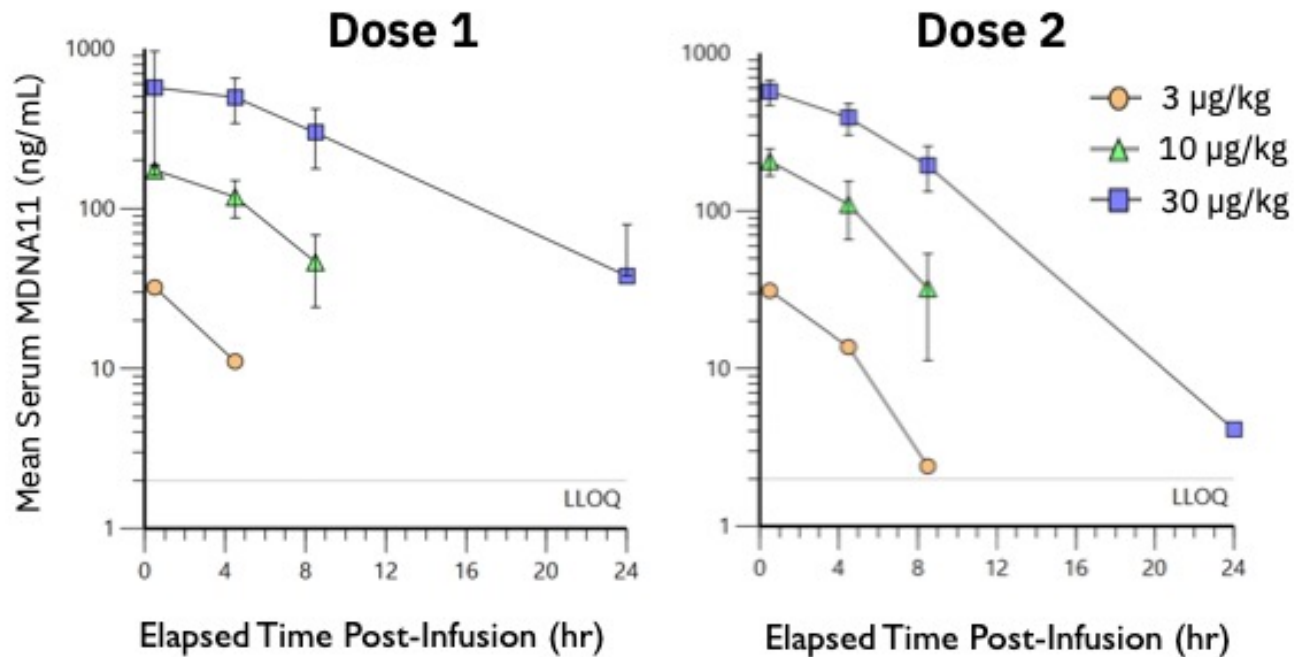 Dose 1
Mean Serum MDNA11 (ng/mL)
1000
100
10
1
LLOQ
0 4 8 12 16 20 24
Elapsed Time Post-Infusion (hr)
Dose 2
1000
100
10
1
LLOQ
0 4 8 12 16 20 24
Elapsed Time Post-Infusion (hr)
3 µg/kg
10 µg/kg
30 µg/kg